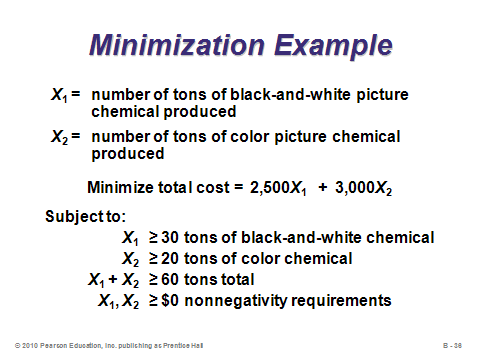 Minimization Example
X₁ = number of tons of black-and-white picture
chemical produced
X₂ = number of tons of color picture chemical
produced
Minimize total cost = 2,500X₁ + 3,000X₂
Subject to:
X₁ ≥ 30 tons of black-and-white chemical
X₂ ≥ 20 tons of color chemical
X₁ + X₂ ≥ 60 tons total
X₁, X₂ ≥ $0 nonnegativity requirements
© 2010 Pearson Education, Inc. publishing as Prentice Hall
B - 36